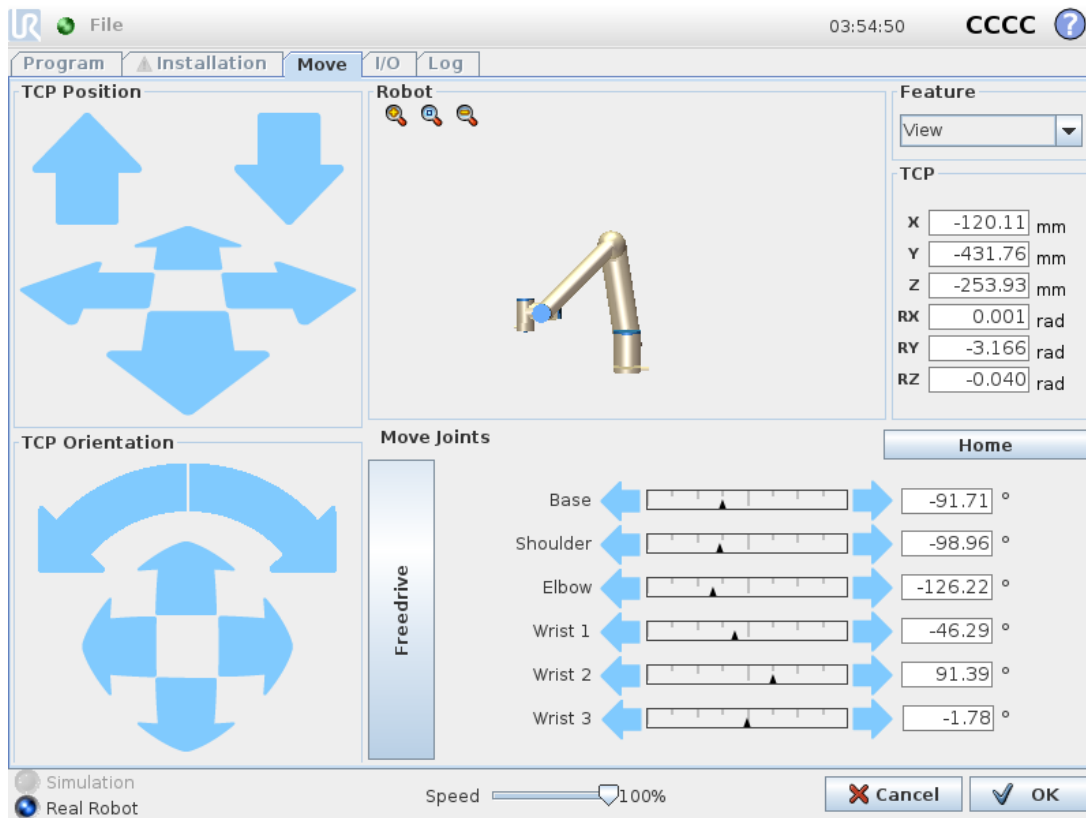 UR File 03:54:50 CCCC ?
Program Installation Move I/O Log
TCP Position
Robot
Feature
View
TCP
X -120.11 mm
Y -431.76 mm
Z -253.93 mm
RX 0.001 rad
RY -3.166 rad
RZ -0.040 rad
TCP Orientation
Move Joints
Home
Freedrive
Base -91.71 °
Shoulder -98.96 °
Elbow -126.22 °
Wrist 1 -46.29 °
Wrist 2 91.39 °
Wrist 3 -1.78 °
Simulation
Real Robot
Speed 100%
Cancel
OK